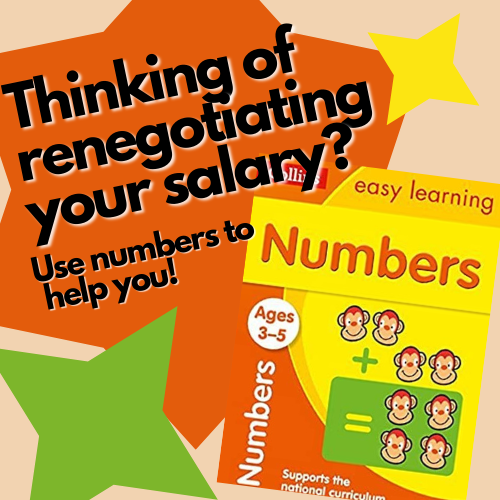 Thinking of
renegotiating
your salary?
Use numbers to
help you!
Collins
easy learning
Numbers
Ages
3–5
+
=
Numbers
Supports the
national curriculum